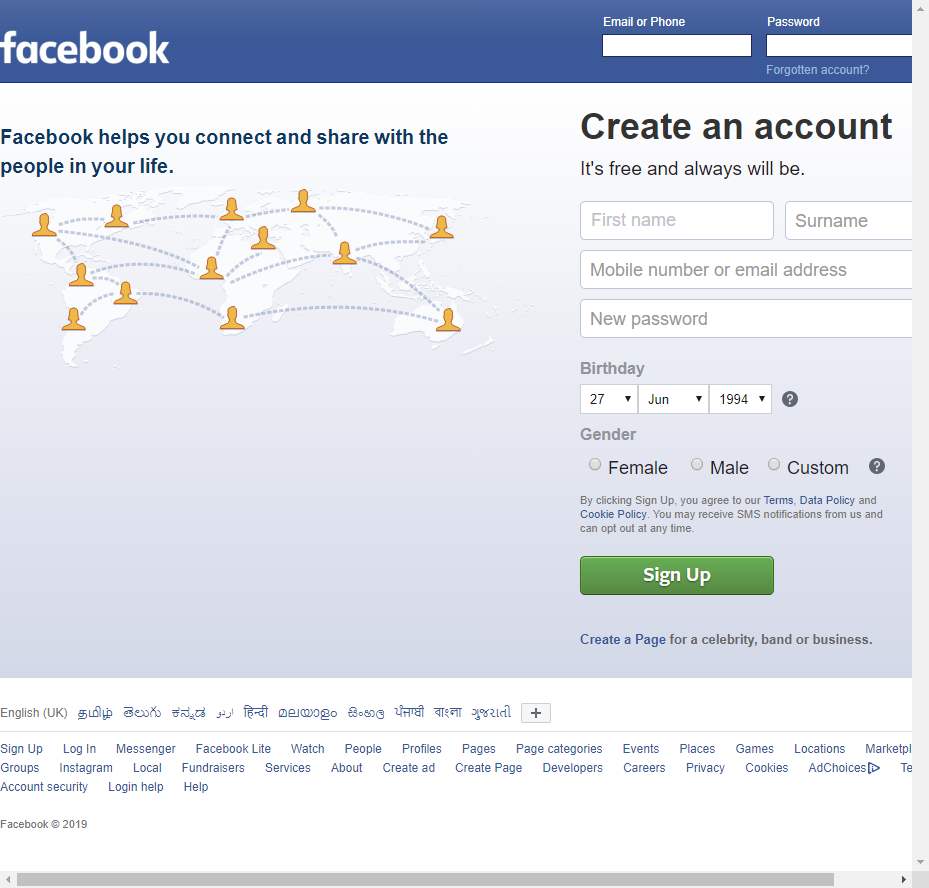 Email or Phone Password
facebook
Forgotten account?
Facebook helps you connect and share with the
people in your life.
Create an account
It's free and always will be.
First name Surname
Mobile number or email address
New password
Birthday
27 Jun 1994 ?
Gender
Female Male Custom ?
By clicking Sign Up, you agree to our Terms, Data Policy and
Cookie Policy. You may receive SMS notifications from us and
can opt out at any time.
Sign Up
Create a Page for a celebrity, band or business.
English (UK) தமிழ் తెలుగు ಕನ್ನಡ اردو हिन्दी മലയാളം සිංහල ਪੰਜਾਬੀ বাংলা ગુજરાતી +
Sign Up Log In Messenger Facebook Lite Watch People Profiles Pages Page categories Events Places Games Locations Marketpl
Groups Instagram Local Fundraisers Services About Create ad Create Page Developers Careers Privacy Cookies AdChoices Te
Account security Login help Help
Facebook © 2019